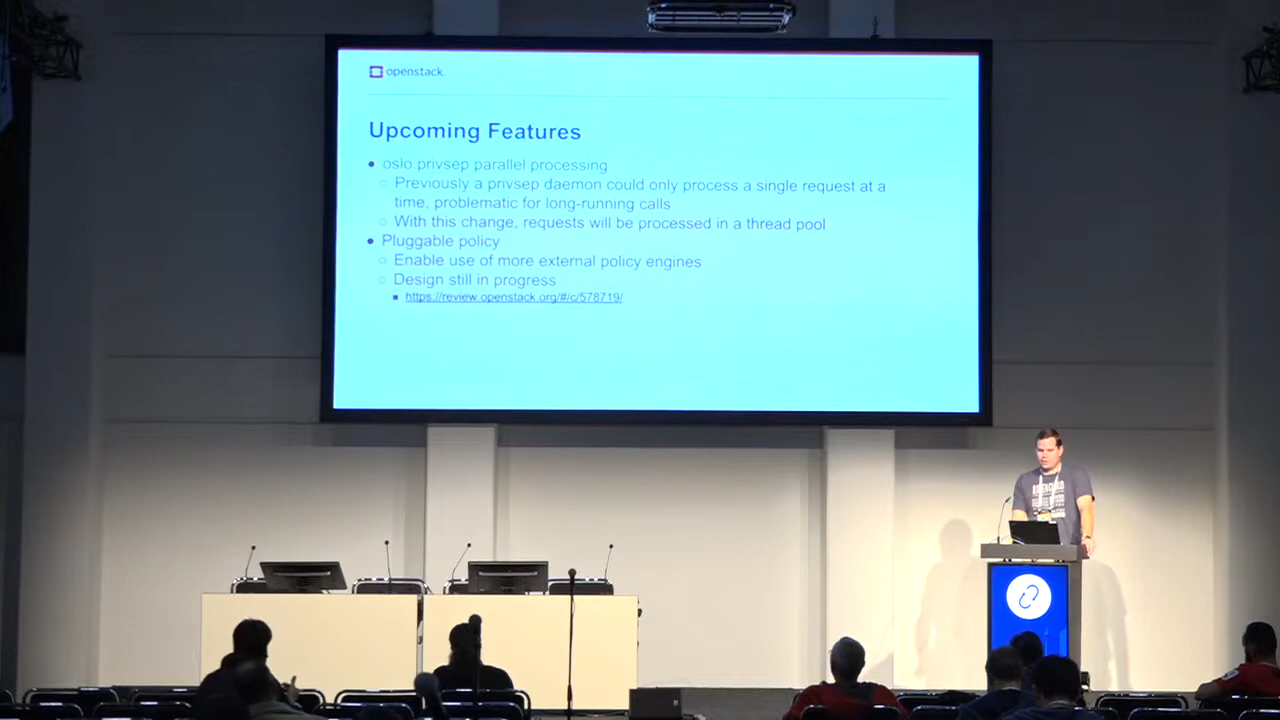 openstack.
Upcoming Features
oslo.privsep parallel processing
Previously a privsep daemon could only process a single request at a
time, problematic for long-running calls
With this change, requests will be processed in a thread pool
Pluggable policy
Enable use of more external policy engines
Design still in progress
https://review.openstack.org/#/c/578719/